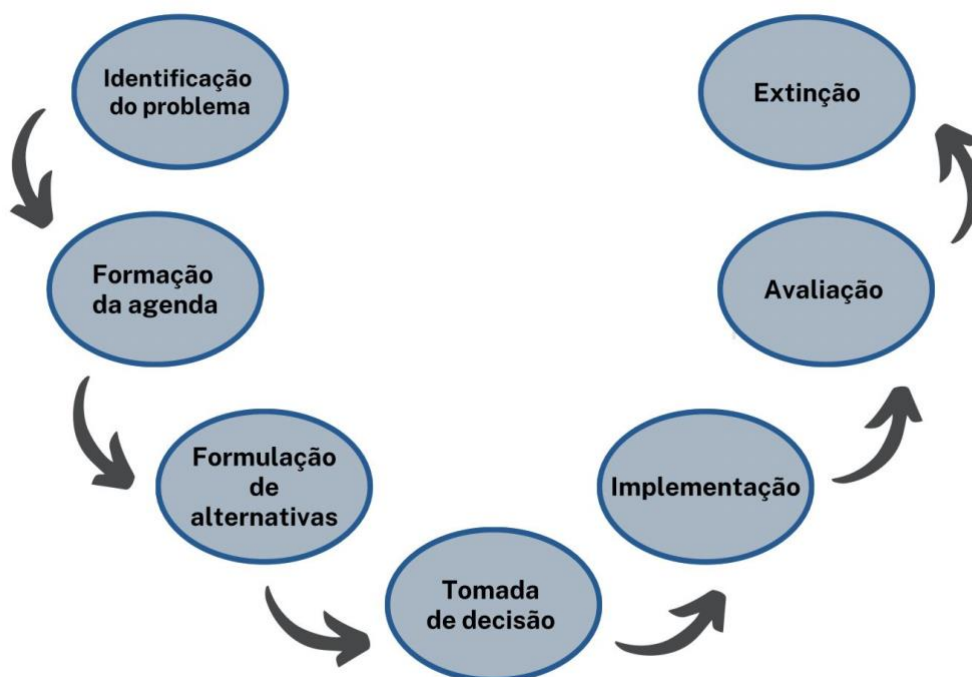 Identificação
do problema
Formação
da agenda
Formulação
de
alternativas
Tomada
de decisão
Implementação
Avaliação
Extinção